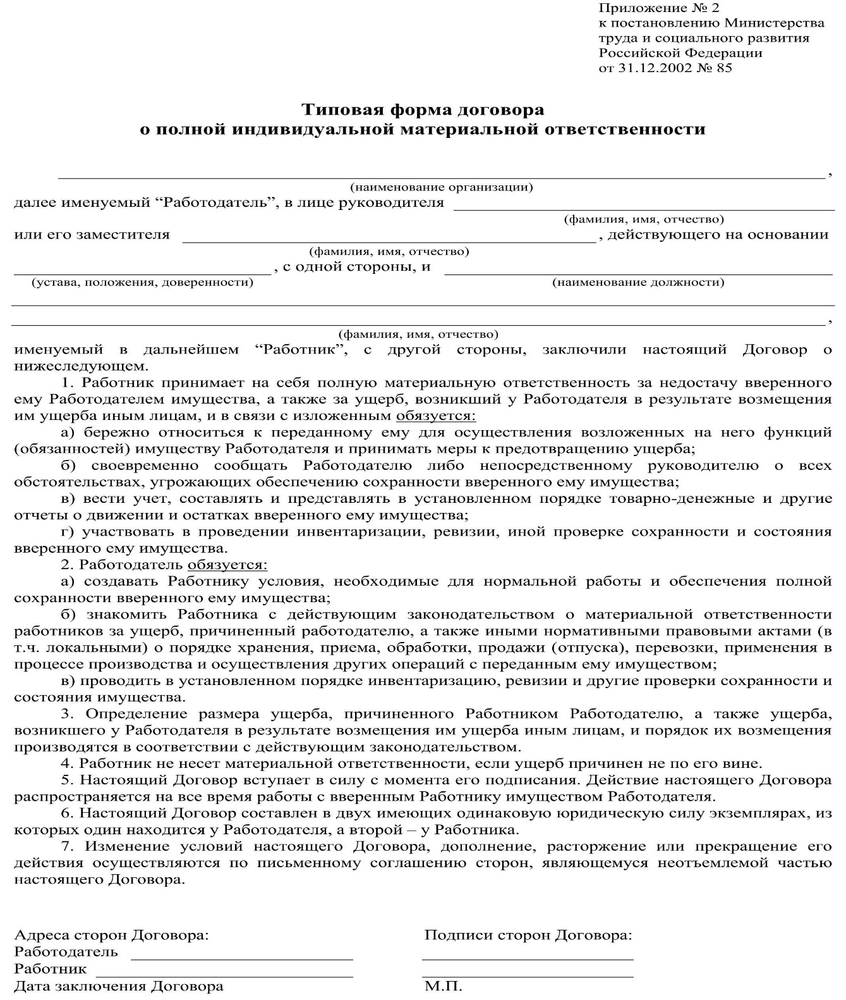 Приложение № 2
к постановлению Министерства
труда и социального развития
Российской Федерации
от 31.12.2002 № 85
Типовая форма договора
о полной индивидуальной материальной ответственности
,
(наименование организации)
далее именуемый “Работодатель”, в лице руководителя
(фамилия, имя, отчество)
или его заместителя , действующего на основании
(фамилия, имя, отчество)
, с одной стороны, и
(устава, положения, доверенности) (наименование должности)
,
(фамилия, имя, отчество)
именуемый в дальнейшем “Работник”, с другой стороны, заключили настоящий Договор о
нижеследующем.
1. Работник принимает на себя полную материальную ответственность за недостачу вверенного
ему Работодателем имущества, а также за ущерб, возникший у Работодателя в результате возмещения
им ущерба иным лицам, и в связи с изложенным обязуется:
а) бережно относиться к переданному ему для осуществления возложенных на него функций
(обязанностей) имуществу Работодателя и принимать меры к предотвращению ущерба;
б) своевременно сообщать Работодателю либо непосредственному руководителю о всех
обстоятельствах, угрожающих обеспечению сохранности вверенного ему имущества;
в) вести учет, составлять и представлять в установленном порядке товарно-денежные и другие
отчеты о движении и остатках вверенного ему имущества;
г) участвовать в проведении инвентаризации, ревизии, иной проверке сохранности и состояния
вверенного ему имущества.
2. Работодатель обязуется:
а) создавать Работнику условия, необходимые для нормальной работы и обеспечения полной
сохранности вверенного ему имущества;
б) знакомить Работника с действующим законодательством о материальной ответственности
работников за ущерб, причиненный работодателю, а также иными нормативными правовыми актами (в
т.ч. локальными) о порядке хранения, приема, обработки, продажи (отпуска), перевозки, применения в
процессе производства и осуществления других операций с переданным ему имуществом;
в) проводить в установленном порядке инвентаризацию, ревизии и другие проверки сохранности и
состояния имущества.
3. Определение размера ущерба, причиненного Работником Работодателю, а также ущерба,
возникшего у Работодателя в результате возмещения им ущерба иным лицам, и порядок их возмещения
производятся в соответствии с действующим законодательством.
4. Работник не несет материальной ответственности, если ущерб причинен не по его вине.
5. Настоящий Договор вступает в силу с момента его подписания. Действие настоящего Договора
распространяется на все время работы с вверенным Работнику имуществом Работодателя.
6. Настоящий Договор составлен в двух имеющих одинаковую юридическую силу экземплярах, из
которых один находится у Работодателя, а второй – у Работника.
7. Изменение условий настоящего Договора, дополнение, расторжение или прекращение его
действия осуществляются по письменному соглашению сторон, являющемуся неотъемлемой частью
настоящего Договора.
Адреса сторон Договора: Подписи сторон Договора:
Работодатель
Работник
Дата заключения Договора М.П.